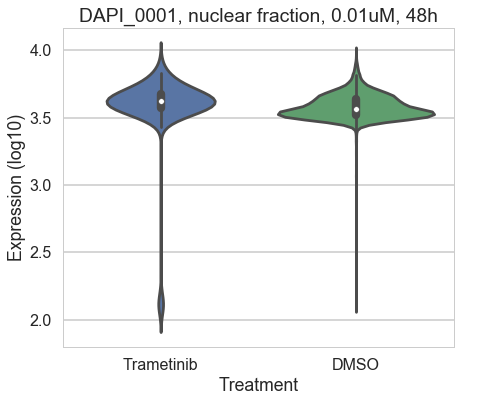 DAPI_0001, nuclear fraction, 0.01uM, 48h
Expression (log10)
4.0
3.5
3.0
2.5
2.0
Trametinib
DMSO
Treatment